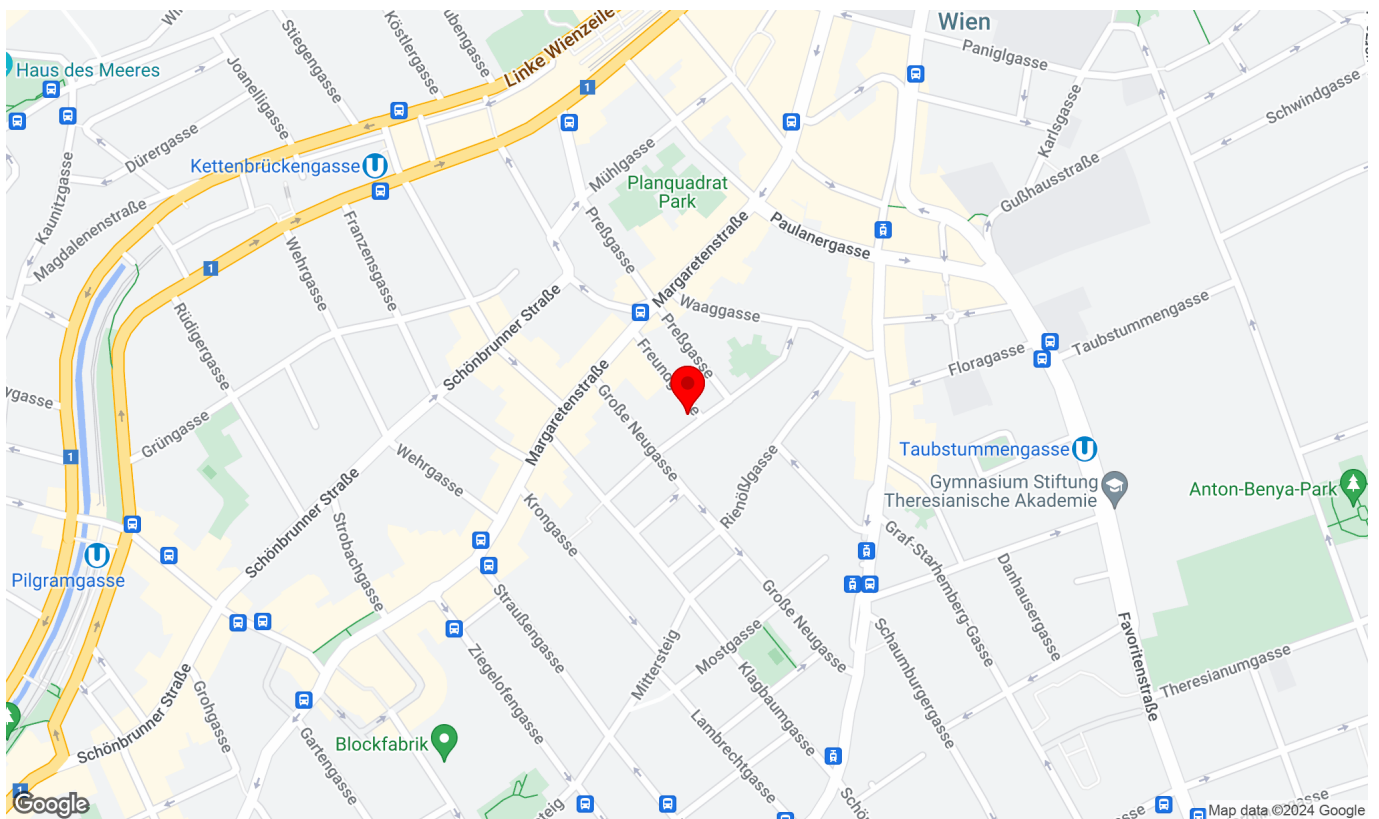 Wien
Paniglgasse
Linke Wienzeile
Stiegengasse
Köstlergasse
Haus des Meeres
Joanelligasse
1
Schwindgasse
Karlsgasse
Dürergasse
Kettenbrückengasse
U
Mühlgasse
Planquadrat
Park
Gußhausstraße
Kaunitzgasse
Magdalenenstraße
Franzensgasse
Preßgasse
Margaretenstraße
Paulanergasse
Wehrgasse
1
Rüdigergasse
Schönbrunner Straße
Waaggasse
Preßgasse
Taubstummengasse
Floragasse
Margaretenstraße
Große Neugasse
Grüngasse
Wehrgasse
1
Taubstummengasse
U
Gymnasium Stiftung
Theresianische Akademie
Anton-Benya-Park
Rienößlgasse
Krongasse
Schönbrunner Straße
Strobachgasse
Graf-Starhemberg-Gasse
U
Pilgramgasse
Danhausergasse
Straußengasse
Große Neugasse
Favoritenstraße
Schaumburgergasse
Mostgasse
Mittersteig
Ziegelofengasse
Klagbaumgasse
Theresianumgasse
Grohgasse
Schönbrunner Straße
Lambrechtgasse
Blockfabrik
Gartengasse
1
Google
Map data ©2024 Google